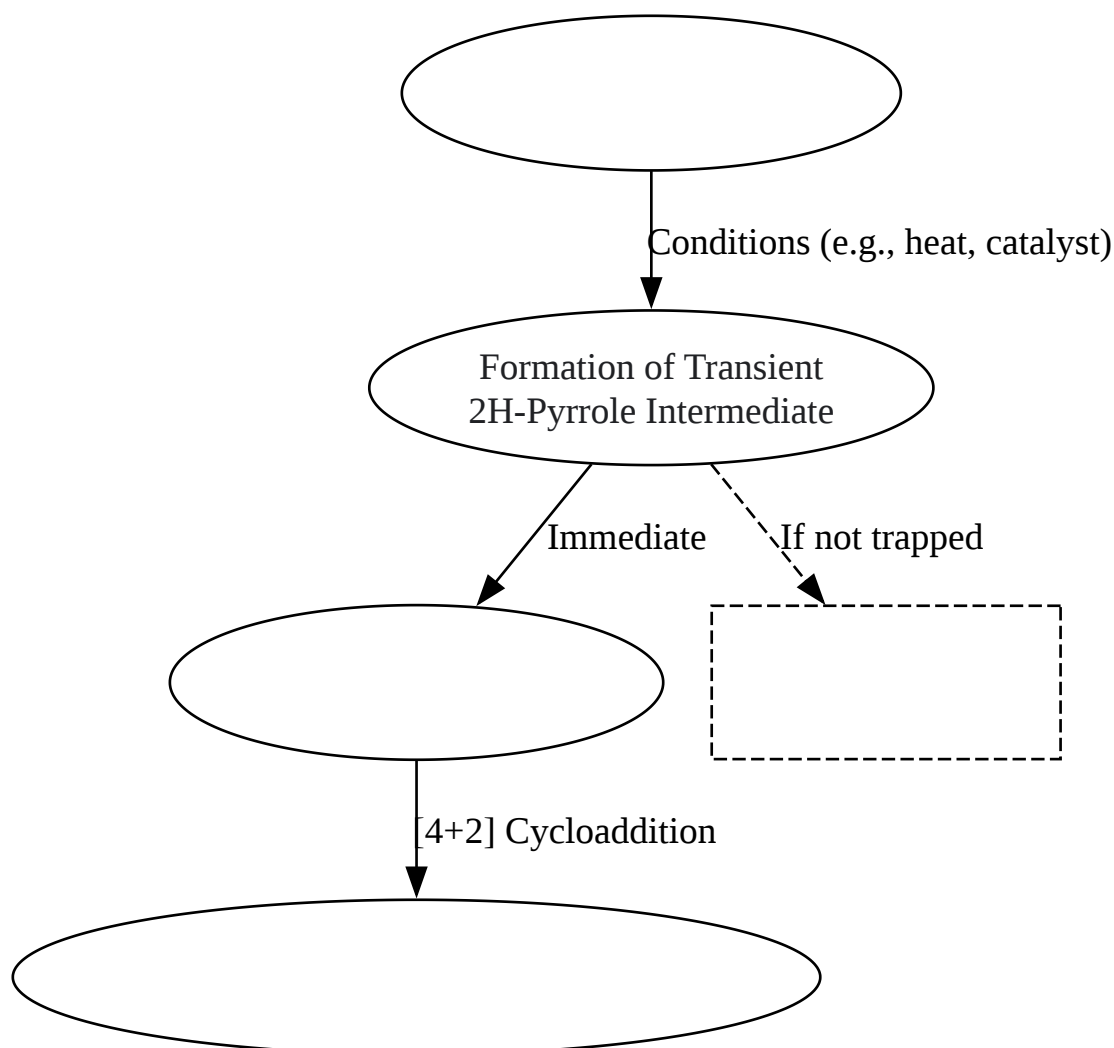 Conditions (e.g., heat, catalyst)
Formation of Transient
2H-Pyrrole Intermediate
Immediate
If not trapped
[4+2] Cycloaddition